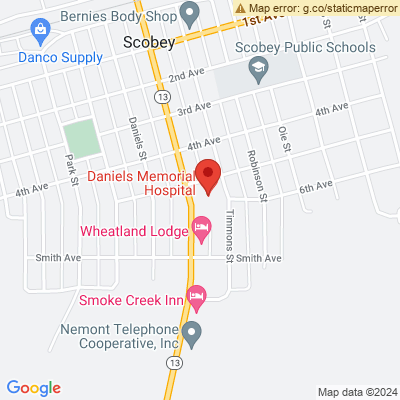 Map error: g.co/staticmaperror
Bernies Body Shop
1st Ave
Scobey
Danco Supply
Scobey Public Schools
2nd Ave
13
3rd Ave
4th Ave
Daniels St
4th Ave
Oie St
Park St
Robinson St
4th Ave
Daniels Memorial
Hospital
6th Ave
Timmons St
Wheatland Lodge
Smith Ave
Smith Ave
Smoke Creek Inn
Nemont Telephone
Cooperative, Inc
13
Google
Map data ©2024